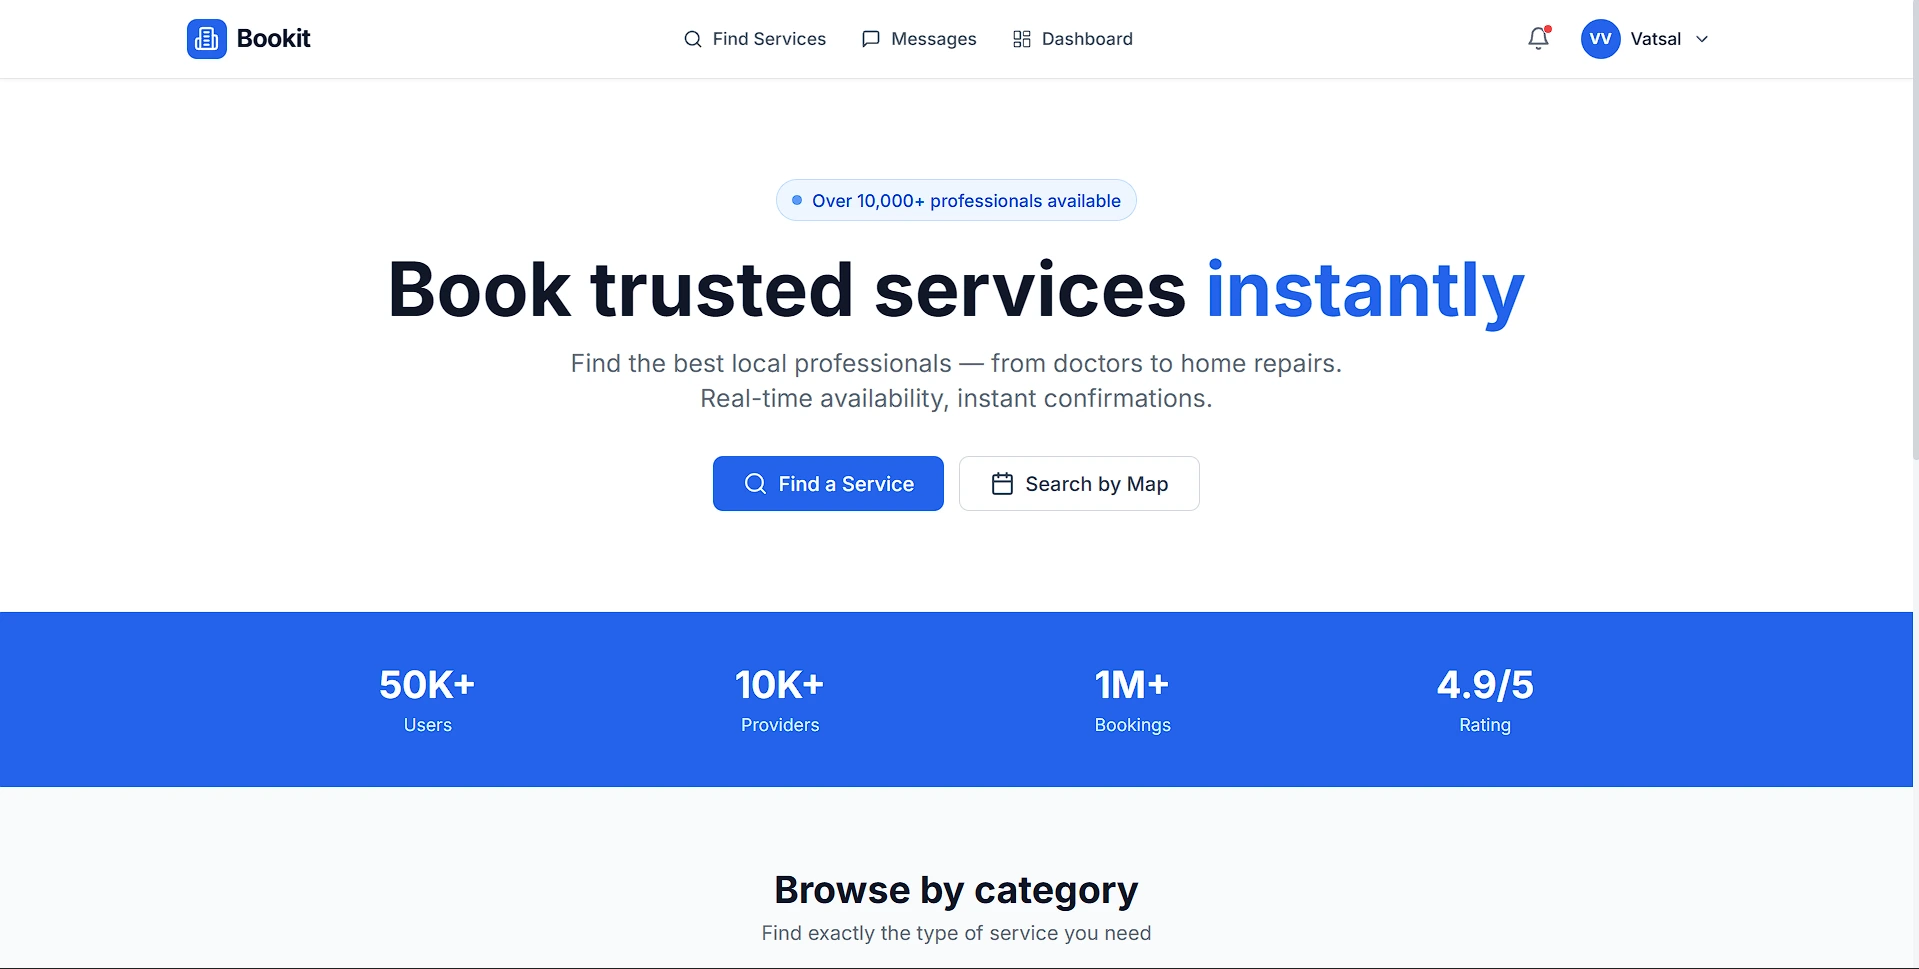 Bookit
Find Services
Messages
Dashboard
VV
Vatsal
Over 10,000+ professionals available
Book trusted services instantly
Find the best local professionals — from doctors to home repairs.
Real-time availability, instant confirmations.
Find a Service
Search by Map
50K+
Users
10K+
Providers
1M+
Bookings
4.9/5
Rating
Browse by category
Find exactly the type of service you need